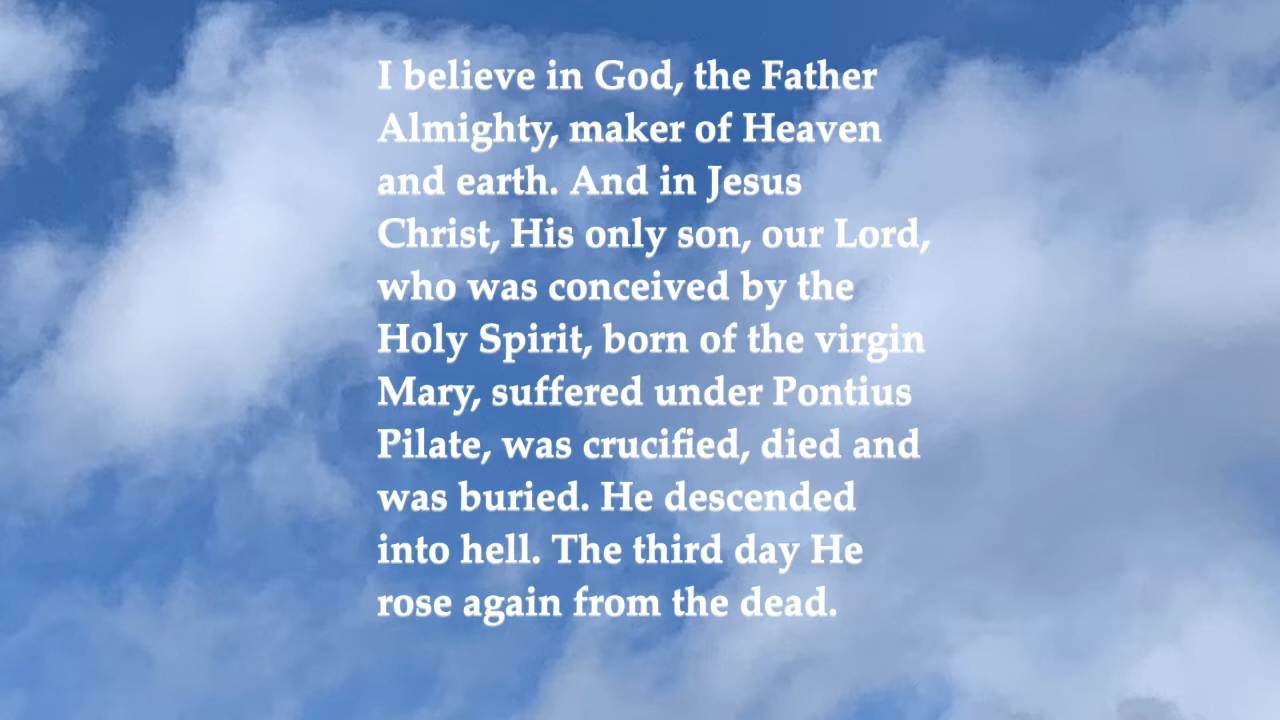 I believe in God, the Father
Almighty, maker of Heaven
and earth. And in Jesus
Christ, His only son, our Lord,
who was conceived by the
Holy Spirit, born of the virgin
Mary, suffered under Pontius
Pilate, was crucified, died and
was buried. He descended
into hell. The third day He
rose again from the dead.